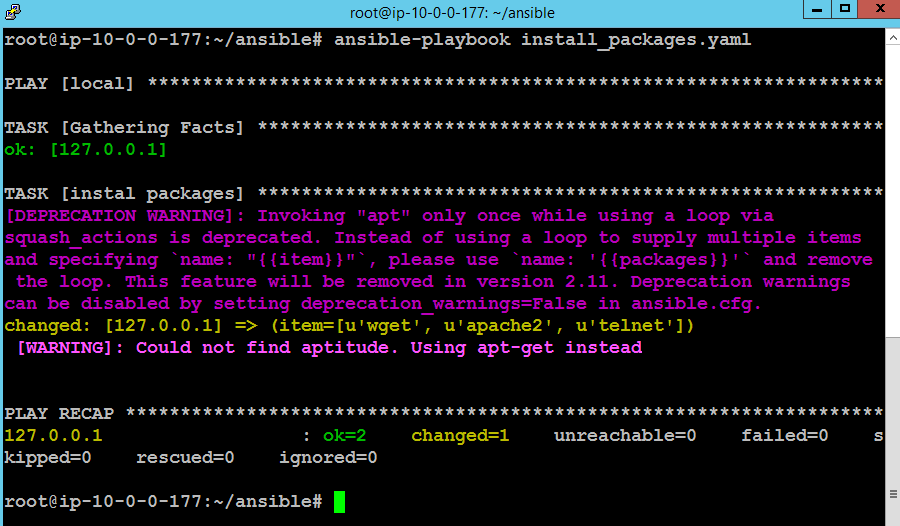 root@ip-10-0-0-177: ~/ansible
root@ip-10-0-0-177:~/ansible# ansible-playbook install_packages.yaml
PLAY [local] *******************************************************************
TASK [Gathering Facts] *********************************************************
ok: [127.0.0.1]
TASK [instal packages] *********************************************************
[DEPRECATION WARNING]: Invoking "apt" only once while using a loop via
squash_actions is deprecated. Instead of using a loop to supply multiple items
and specifying `name: "{{item}}"`, please use `name: '{{packages}}'` and remove
 the loop. This feature will be removed in version 2.11. Deprecation warnings
can be disabled by setting deprecation_warnings=False in ansible.cfg.
changed: [127.0.0.1] => (item=[u'wget', u'apache2', u'telnet'])
 [WARNING]: Could not find aptitude. Using apt-get instead
PLAY RECAP *********************************************************************
127.0.0.1                  : ok=2    changed=1    unreachable=0    failed=0    s
kipped=0    rescued=0    ignored=0
root@ip-10-0-0-177:~/ansible#